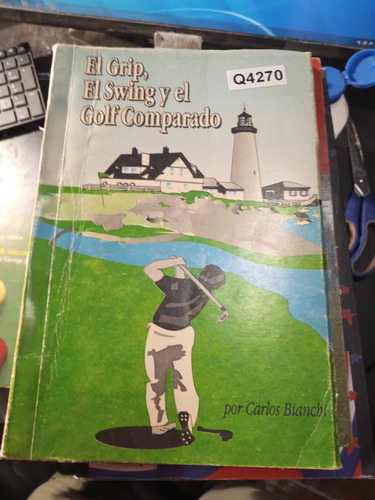 El Grip,
El Swing y el
Golf Comparado
Q4270
por Carlos Bianchi